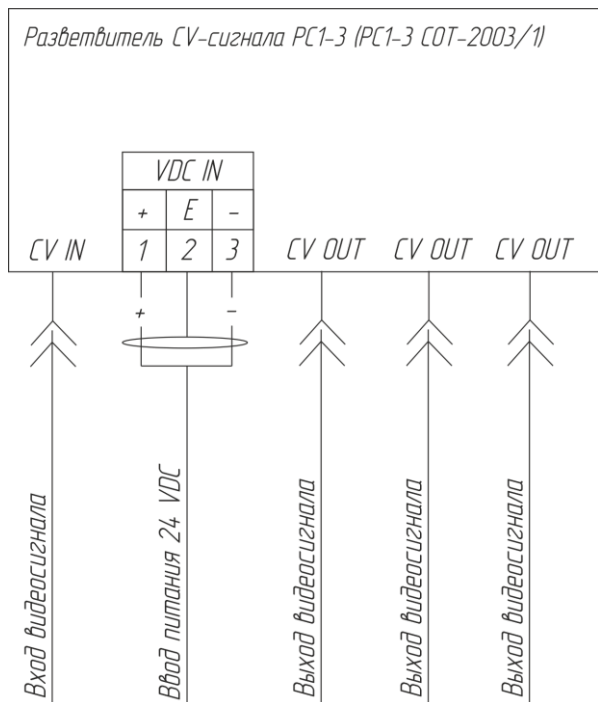 Разветвитель CV-сигнала РС1-3 (РС1-3 СОТ-2003/1)
VDC IN
+ E -
CV IN 1 2 3 CV OUT CV OUT CV OUT
+ -
Вход видеосигнала
Ввод питания 24 VDC
Выход видеосигнала
Выход видеосигнала
Выход видеосигнала